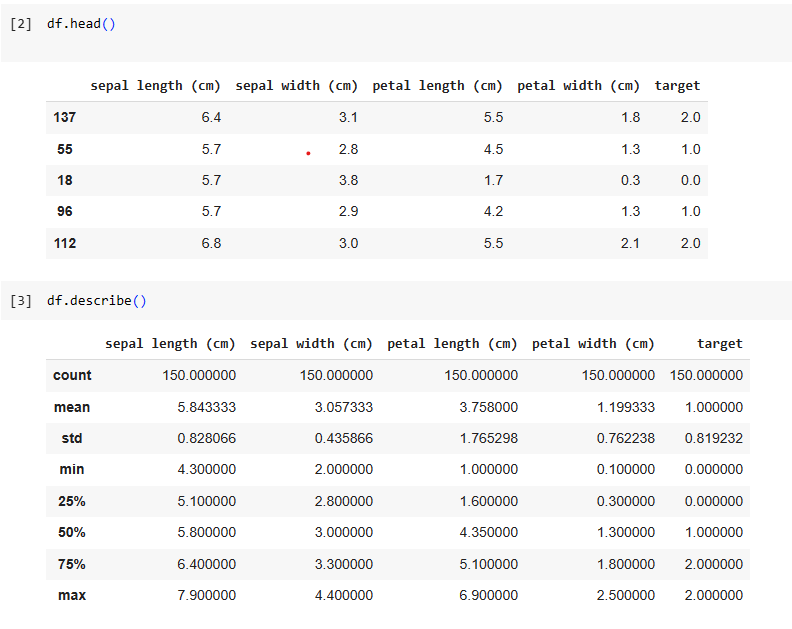 [2] df.head()
sepal length (cm) sepal width (cm) petal length (cm) petal width (cm) target
137 6.4 3.1 5.5 1.8 2.0
55 5.7 2.8 4.5 1.3 1.0
18 5.7 3.8 1.7 0.3 0.0
96 5.7 2.9 4.2 1.3 1.0
112 6.8 3.0 5.5 2.1 2.0
[3] df.describe()
sepal length (cm) sepal width (cm) petal length (cm) petal width (cm) target
count 150.000000 150.000000 150.000000 150.000000 150.000000
mean 5.843333 3.057333 3.758000 1.199333 1.000000
std 0.828066 0.435866 1.765298 0.762238 0.819232
min 4.300000 2.000000 1.000000 0.100000 0.000000
25% 5.100000 2.800000 1.600000 0.300000 0.000000
50% 5.800000 3.000000 4.350000 1.300000 1.000000
75% 6.400000 3.300000 5.100000 1.800000 2.000000
max 7.900000 4.400000 6.900000 2.500000 2.000000